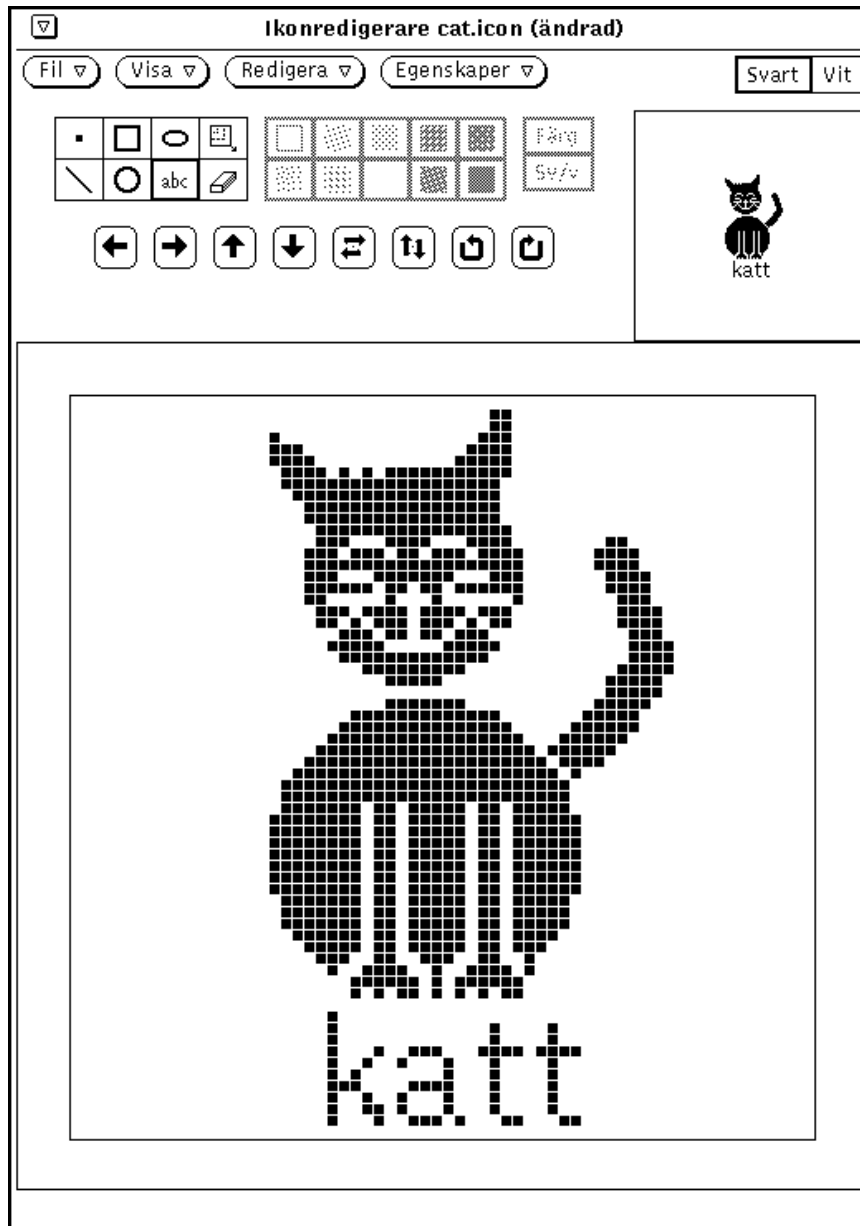 Ikonredigerare cat.icon (ändrad)
Fil Visa Redigera Egenskaper Svart Vit
abc Färg
Sv/v
katt
katt